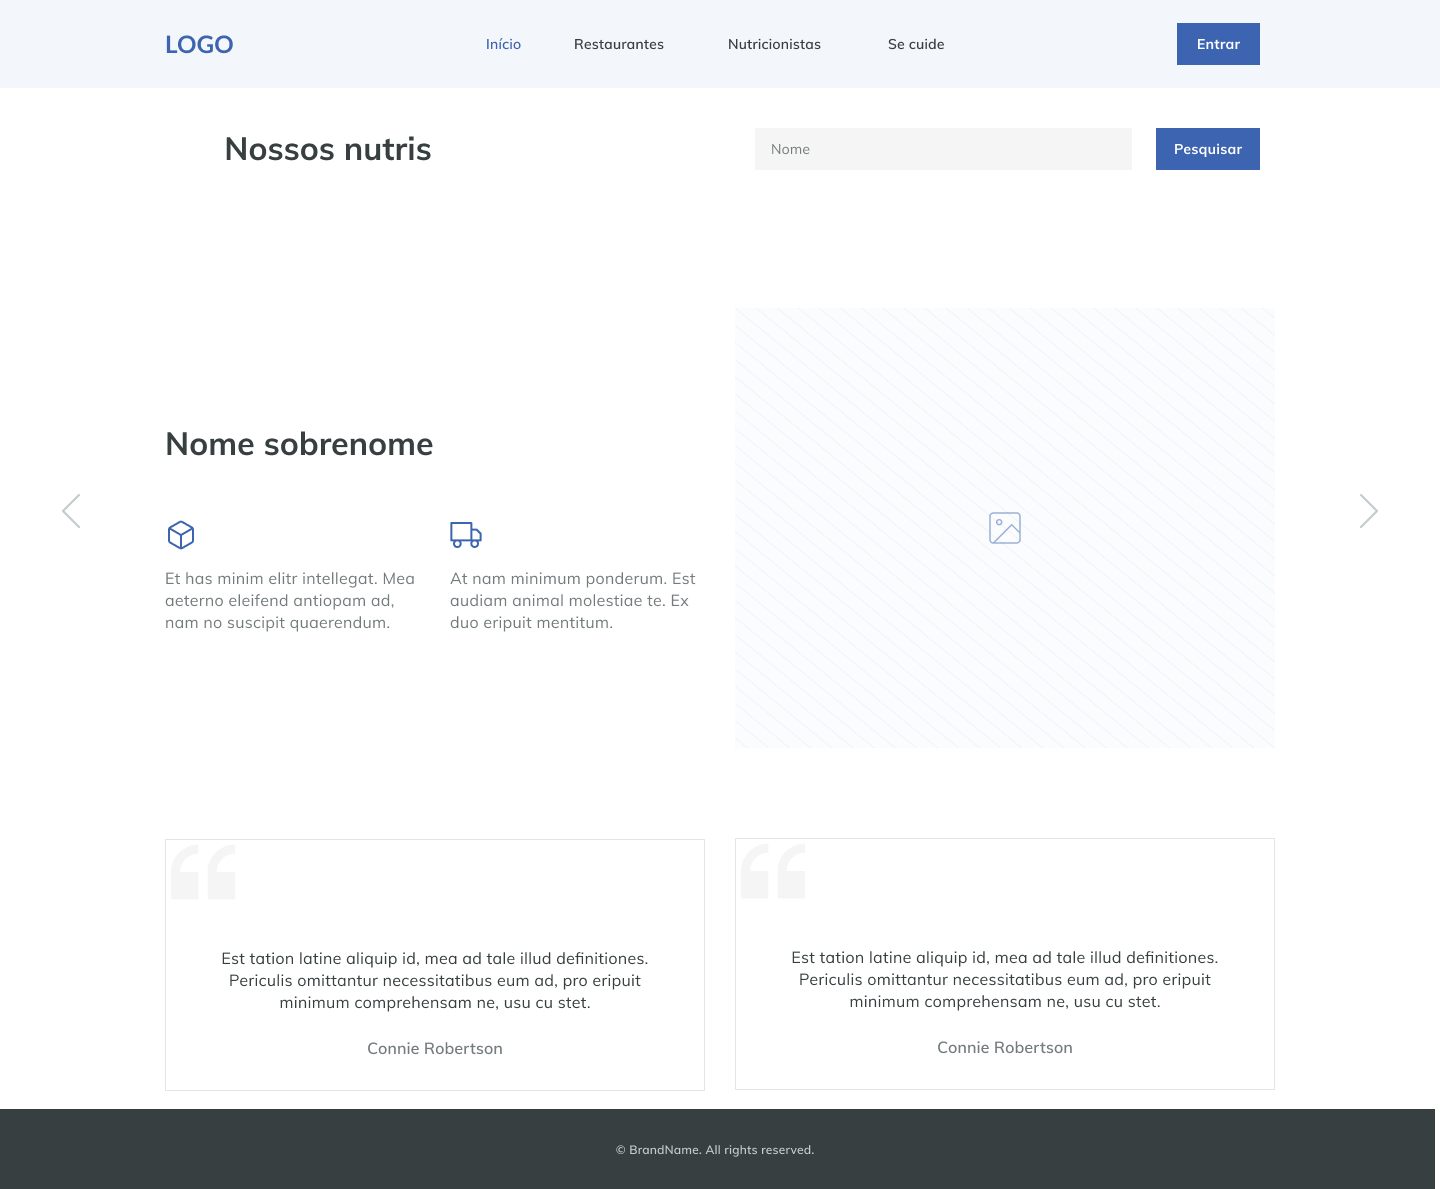 LOGO
Início
Restaurantes
Nutricionistas
Se cuide
Entrar
Nossos nutris
Nome
Pesquisar
Nome sobrenome
Et has minim elitr intellegat. Mea
aeterno eleifend antiopam ad,
nam no suscipit quaerendum.
At nam minimum ponderum. Est
audiam animal molestiae te. Ex
duo eripuit mentitum.
Est tation latine aliquip id, mea ad tale illud definitiones.
Periculis omittantur necessitatibus eum ad, pro eripuit
minimum comprehensam ne, usu cu stet.
Connie Robertson
Est tation latine aliquip id, mea ad tale illud definitiones.
Periculis omittantur necessitatibus eum ad, pro eripuit
minimum comprehensam ne, usu cu stet.
Connie Robertson
© BrandName. All rights reserved.